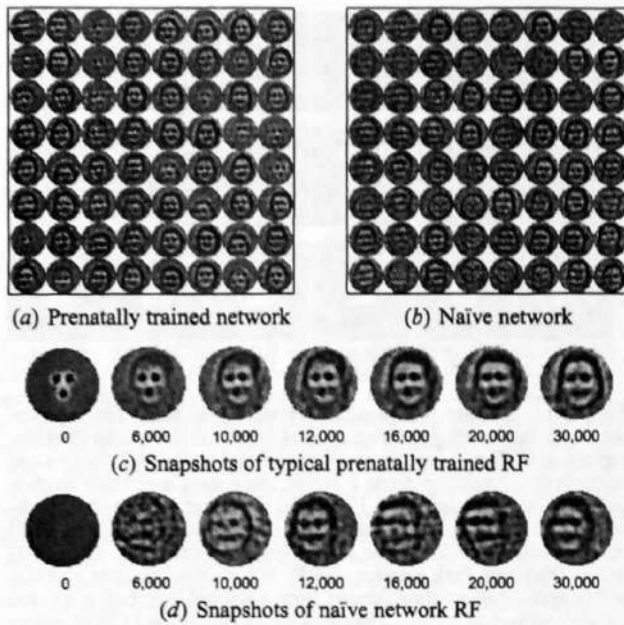 (a) Prenatally trained network (b) Naïve network
0 6,000 10,000 12,000 16,000 20,000 30,000
(c) Snapshots of typical prenatally trained RF
0 6,000 10,000 12,000 16,000 20,000 30,000
(d) Snapshots of naïve network RF